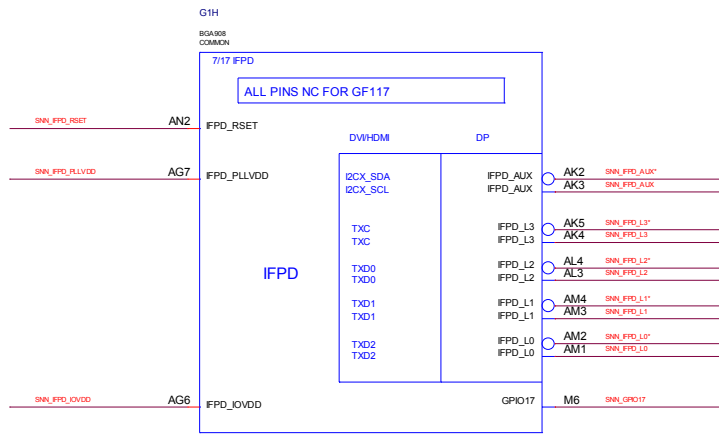 G1H
BGA908
COMMON
7/17 IFPD
ALL PINS NC FOR GF117
SNN_IFPD_RSET AN2 IFPD_RSET
DVI/HDMI DP
SNN_IFPD_PLLVDD AG7 IFPD_PLLVDD I2CX_SDA IFPD_AUX AK2 SNN_IFPD_AUX*
I2CX_SCL IFPD_AUX AK3 SNN_IFPD_AUX
TXC IFPD_L3 AK5 SNN_IFPD_L3*
TXC IFPD_L3 AK4 SNN_IFPD_L3
TXD0 IFPD_L2 AL4 SNN_IFPD_L2*
IFPD TXD0 IFPD_L2 AL3 SNN_IFPD_L2
TXD1 IFPD_L1 AM4 SNN_IFPD_L1*
TXD1 IFPD_L1 AM3 SNN_IFPD_L1
TXD2 IFPD_L0 AM2 SNN_IFPD_L0*
TXD2 IFPD_L0 AM1 SNN_IFPD_L0
SNN_IFPD_IOVDD AG6 IFPD_IOVDD GPIO17 M6 SNN_GPIO17